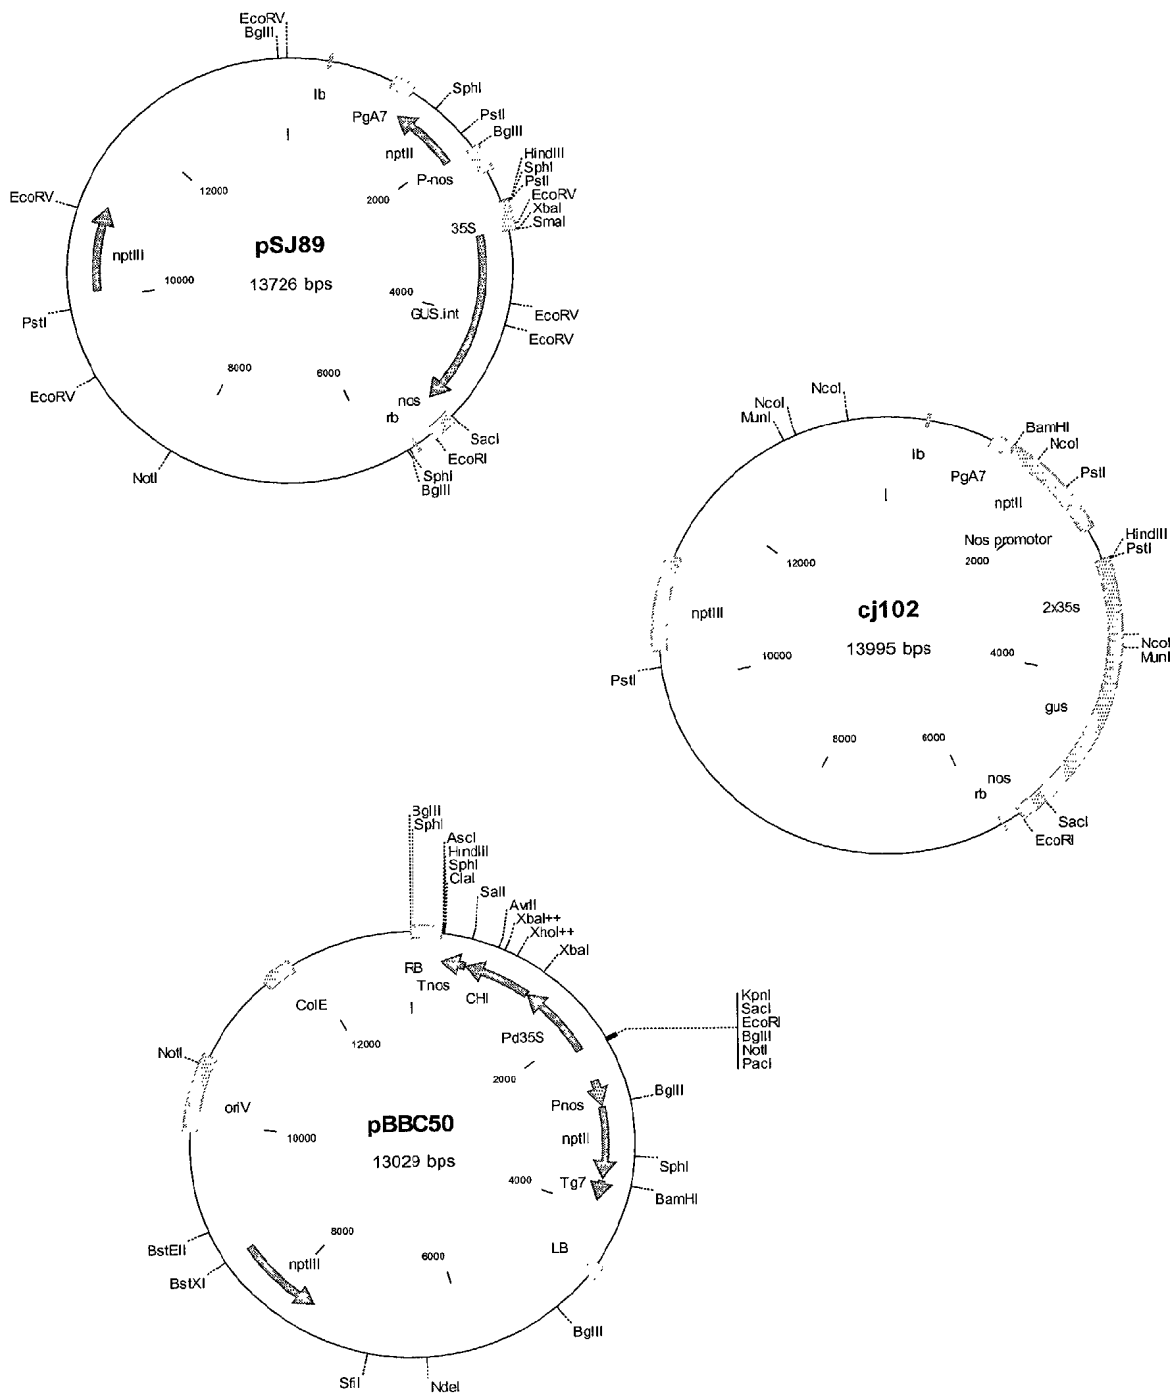 EcoRV
BglII
lb
SphI
PgA7
PstI
I
BglII
nptII
HindIII
SphI
P-nos
PstI
EcoRV
XbaI
SmaI
EcoRV
12000
2000
35S
pSJ89
nptIII
13726 bps
10000
4000
GUS.int
EcoRV
EcoRV
PstI
8000
6000
EcoRV
nos
rb
SacI
EcoRI
NotI
SphI
BglII
NcoI
NcoI
MunI
BamHI
NcoI
lb
PgA7
PstI
I
nptII
Nos promotor
HindIII
PstI
12000
2000
cj102
2x35s
nptIII
13995 bps
NcoI
MunI
10000
4000
PstI
gus
8000
6000
nos
rb
SacI
EcoRI
BglII
SphI
AscI
HindIII
SphI
ClaI
SalI
AvrII
XbaI++
XhoI++
XbaI
RB
Tnos
CHI
ColE
I
Pd35S
KpnI
SacI
EcoRI
BglII
NotI
PacI
12000
2000
NotI
oriV
Pnos
BglII
pBBC50
nptII
10000
13029 bps
SphI
Tg7
4000
BamHI
BstEII
8000
LB
nptIII
6000
BstXI
BglII
SfiI
NdeI